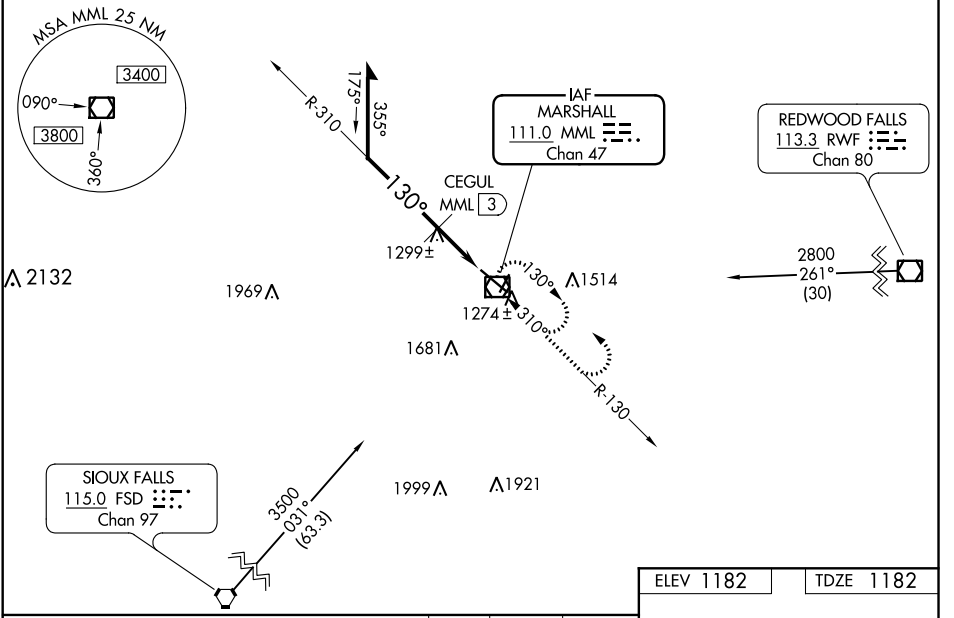 MSA MML 25 NM
3400
090°
3800
360°
R-310
175°
355°
130°
CEGUL
MML 3
1299±
IAF
MARSHALL
111.0 MML
Chan 47
REDWOOD FALLS
113.3 RWF
Chan 80
2800
261°
(30)
2132
1969
130°
1514
1274±
310°
1681
R-130
SIOUX FALLS
115.0 FSD
Chan 97
3500
031°
(63.3)
1999
1921
ELEV 1182
TDZE 1182